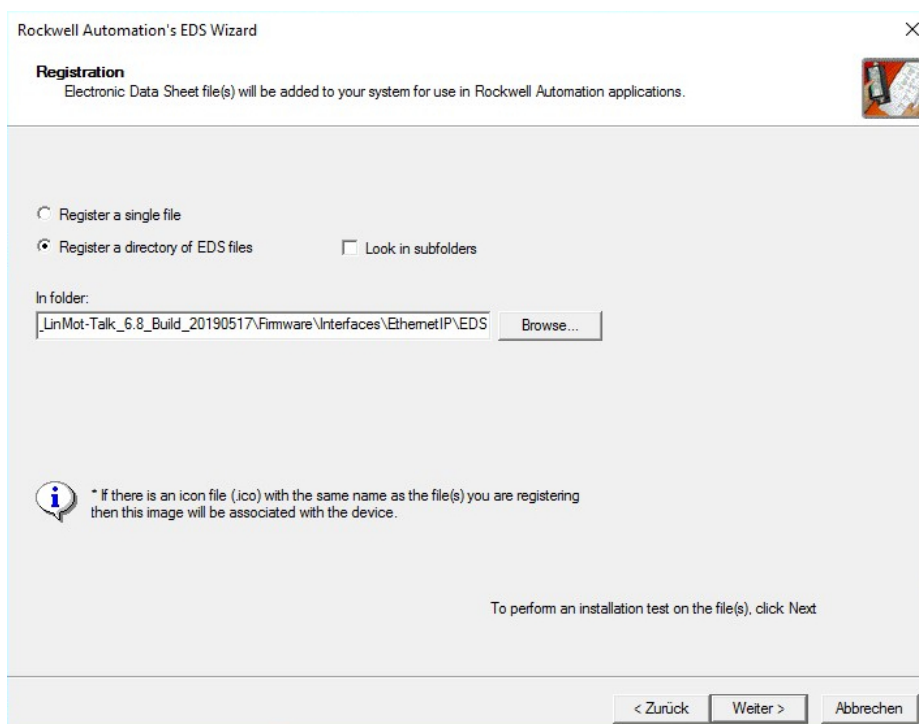 Rockwell Automation's EDS Wizard
Registration
Electronic Data Sheet file(s) will be added to your system for use in Rockwell Automation applications.
Register a single file
Register a directory of EDS files
Look in subfolders
In folder:
_LinMot-Talk_6.8_Build_20190517\Firmware\Interfaces\EthernetIP\EDS
Browse...
* If there is an icon file (.ico) with the same name as the file(s) you are registering
then this image will be associated with the device.
To perform an installation test on the file(s), click Next
< Zurück
Weiter >
Abbrechen